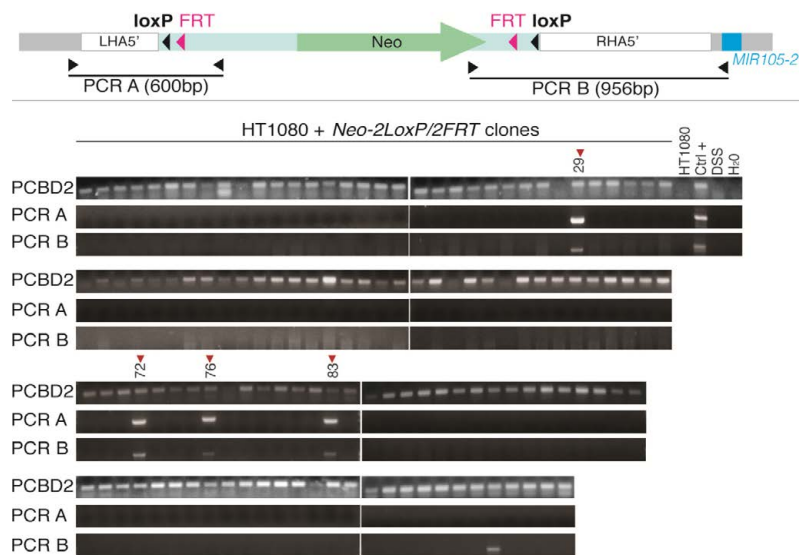 loxP FRT FRT loxP
LHA5' Neo RHA5'
MIR105-2
PCR A (600bp) PCR B (956bp)
HT1080 + Neo-2LoxP/2FRT clones
29 HT1080 Ctrl + DSS H₂0
PCBD2
PCR A
PCR B
PCBD2
PCR A
PCR B
72 76 83
PCBD2
PCR A
PCR B
PCBD2
PCR A
PCR B